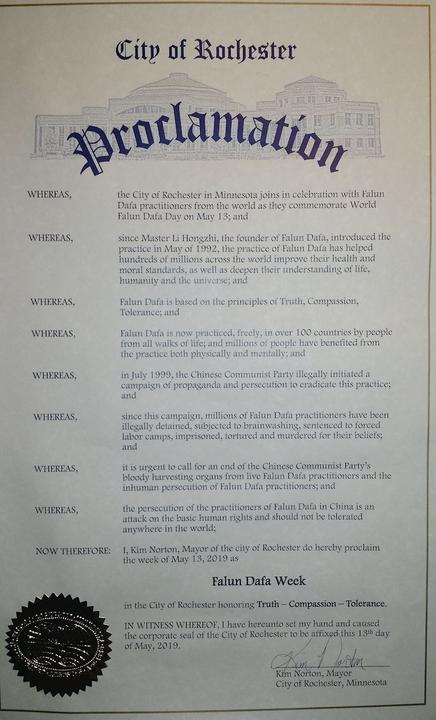 City of Rochester
Proclamation
WHEREAS, the City of Rochester in Minnesota joins in celebration with Falun
Dafa practitioners from the world as they commemorate World
Falun Dafa Day on May 13; and
WHEREAS, since Master Li Hongzhi, the founder of Falun Dafa, introduced the
practice in May of 1992, the practice of Falun Dafa has helped
hundreds of millions across the world improve their health and
moral standards, as well as deepen their understanding of life,
humanity and the universe; and
WHEREAS, Falun Dafa is based on the principles of Truth, Compassion,
Tolerance; and
WHEREAS, Falun Dafa is now practiced, freely, in over 100 countries by people
from all walks of life; and millions of people have benefited from
the practice both physically and mentally; and
WHEREAS, in July 1999, the Chinese Communist Party illegally initiated a
campaign of propaganda and persecution to eradicate this practice;
and
WHEREAS, since this campaign, millions of Falun Dafa practitioners have been
illegally detained, subjected to brainwashing, sentenced to forced
labor camps, imprisoned, tortured and murdered for their beliefs;
and
WHEREAS, it is urgent to call for an end of the Chinese Communist Party's
bloody harvesting organs from live Falun Dafa practitioners and the
inhuman persecution of Falun Dafa practitioners; and
WHEREAS, the persecution of the practitioners of Falun Dafa in China is an
attack on the basic human rights and should not be tolerated
anywhere in the world;
NOW THEREFORE: I, Kim Norton, Mayor of the city of Rochester do hereby proclaim
the week of May 13, 2019 as
Falun Dafa Week
in the City of Rochester honoring Truth – Compassion – Tolerance.
IN WITNESS WHEREOF, I have hereunto set my hand and caused
the corporate seal of the City of Rochester to be affixed this 13th day
of May, 2019.
Kim Norton
Kim Norton, Mayor
City of Rochester, Minnesota